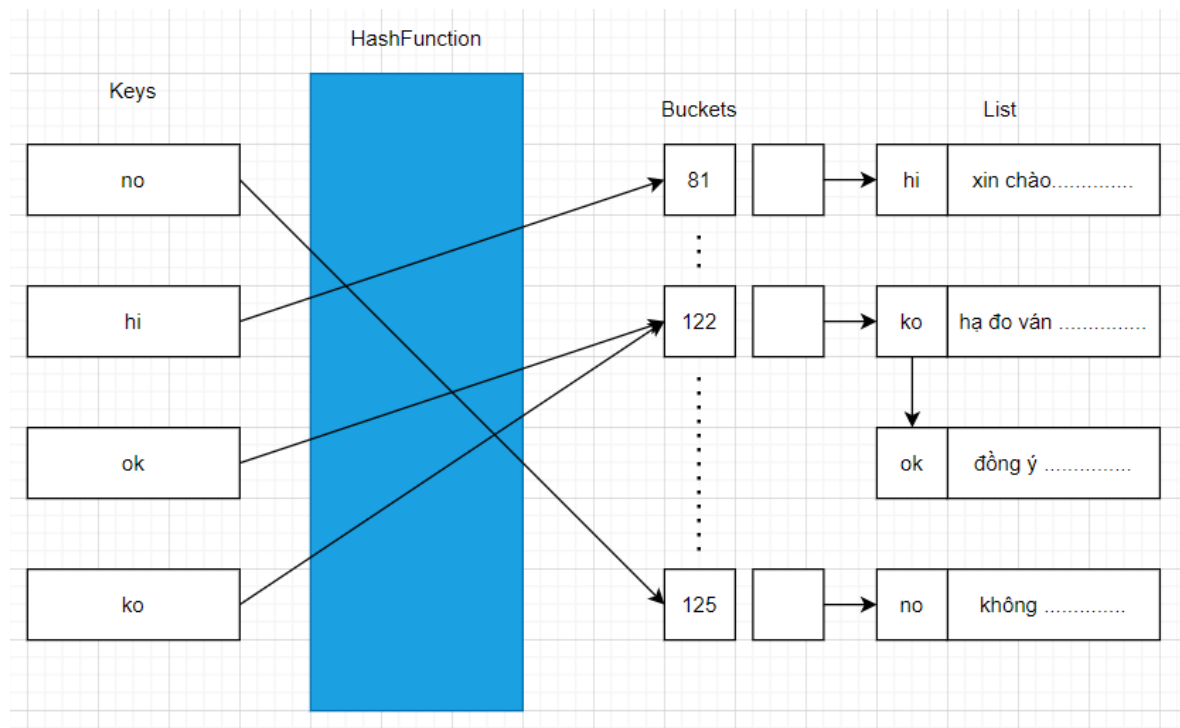 HashFunction
Keys
Buckets
List
no
81
hi
xin chào..............
hi
122
ko
hạ đo ván ...............
ok
ok
đồng ý ...............
ko
125
no
không ..............